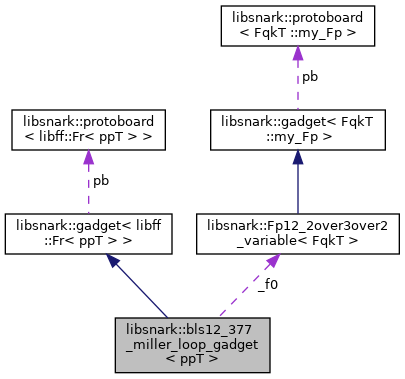 libsnark::protoboard
< FqkT ::my_Fp >
pb
libsnark::protoboard
< libff::Fr< ppT > >
libsnark::gadget< FqkT
::my_Fp >
pb
libsnark::gadget< libff
::Fr< ppT > >
libsnark::Fp12_2over3over2
_variable< FqkT >
_f0
libsnark::bls12_377
_miller_loop_gadget
< ppT >